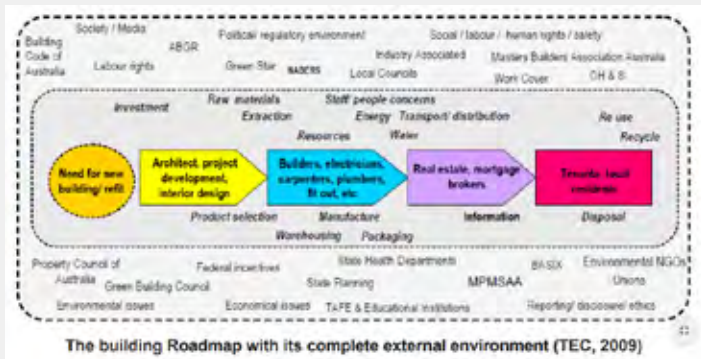 Society / Media
Political regulatory environment
Social / labour / human rights / safety
Building
Code of
Australia
ABGR
Industry Associated
Masters Builders Association Australia
Labour rights
Green Star
NABERS
Local Councils
Work Cover
OH & S
Investment
Raw materials
Staff people concerns
Extraction
Energy
Transport/ distribution
Re use
Resources
Water
Recycle
Need for new
building/ refit
Architect, project
development,
interior design
Builders, electricians,
carpenters, plumbers,
fit out, etc
Real estate, mortgage
brokers
Tenants, local
residents
Product selection
Manufacture
Information
Disposal
Warehousing
Packaging
Property Council of
Australia
Federal incentives
State Health Departments
BASIX
Environmental NGOs
Green Building Council
State Planning
MPMSAA
Unions
Environmental issues
Economical issues
TAFE & Educational Institutions
Reporting/ disclosure/ ethics
The building Roadmap with its complete external environment (TEC, 2009)